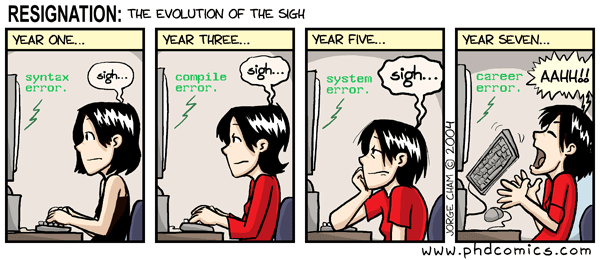 RESIGNATION: THE EVOLUTION OF THE SIGH
YEAR ONE...
syntax
error.
sigh...
YEAR THREE...
compile
error.
sigh...
YEAR FIVE...
system
error.
sigh...
JORGE CHAM © 2004
YEAR SEVEN...
career
error.
AAHH!!
www.phdcomics.com